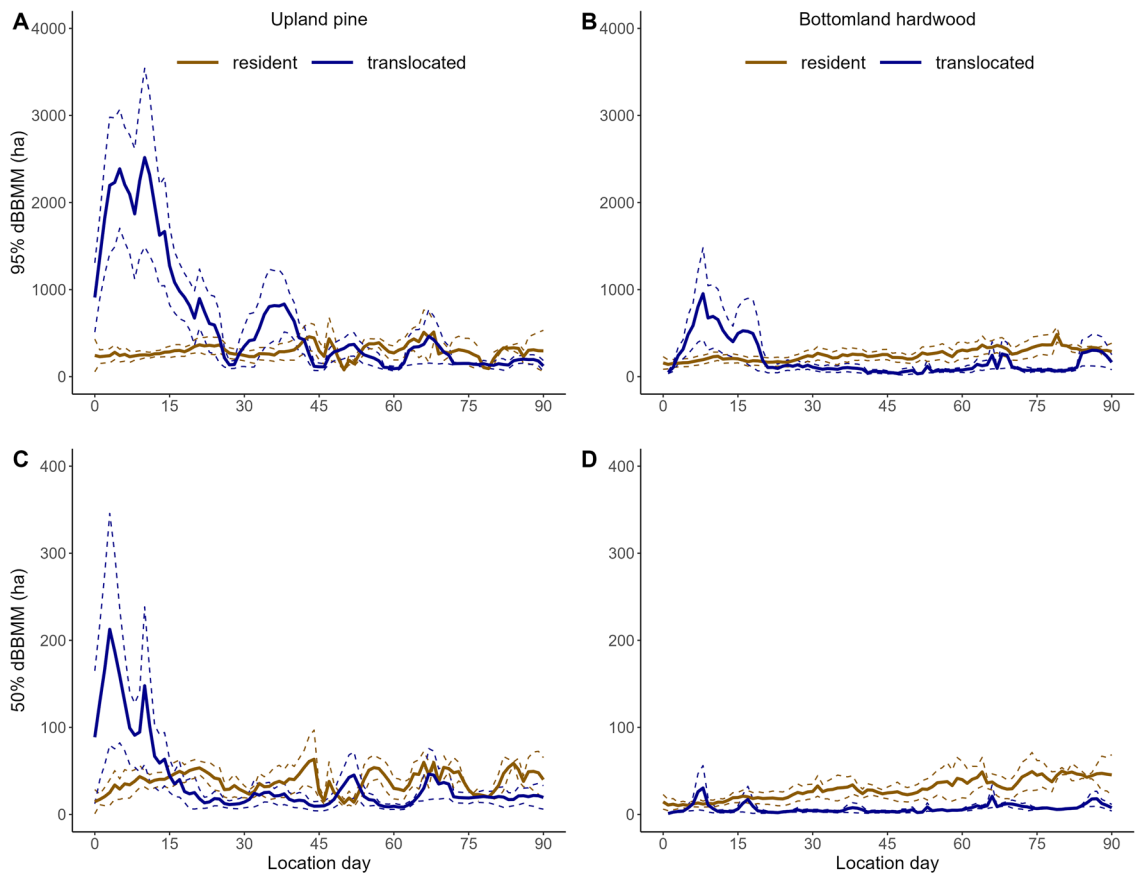 A Upland pine
resident translocated
4000
3000
2000
1000
0
95% dBBMM (ha)
0 15 30 45 60 75 90
B Bottomland hardwood
resident translocated
4000
3000
2000
1000
0
0 15 30 45 60 75 90
C
400
300
200
100
0
50% dBBMM (ha)
0 15 30 45 60 75 90
Location day
D
400
300
200
100
0
0 15 30 45 60 75 90
Location day